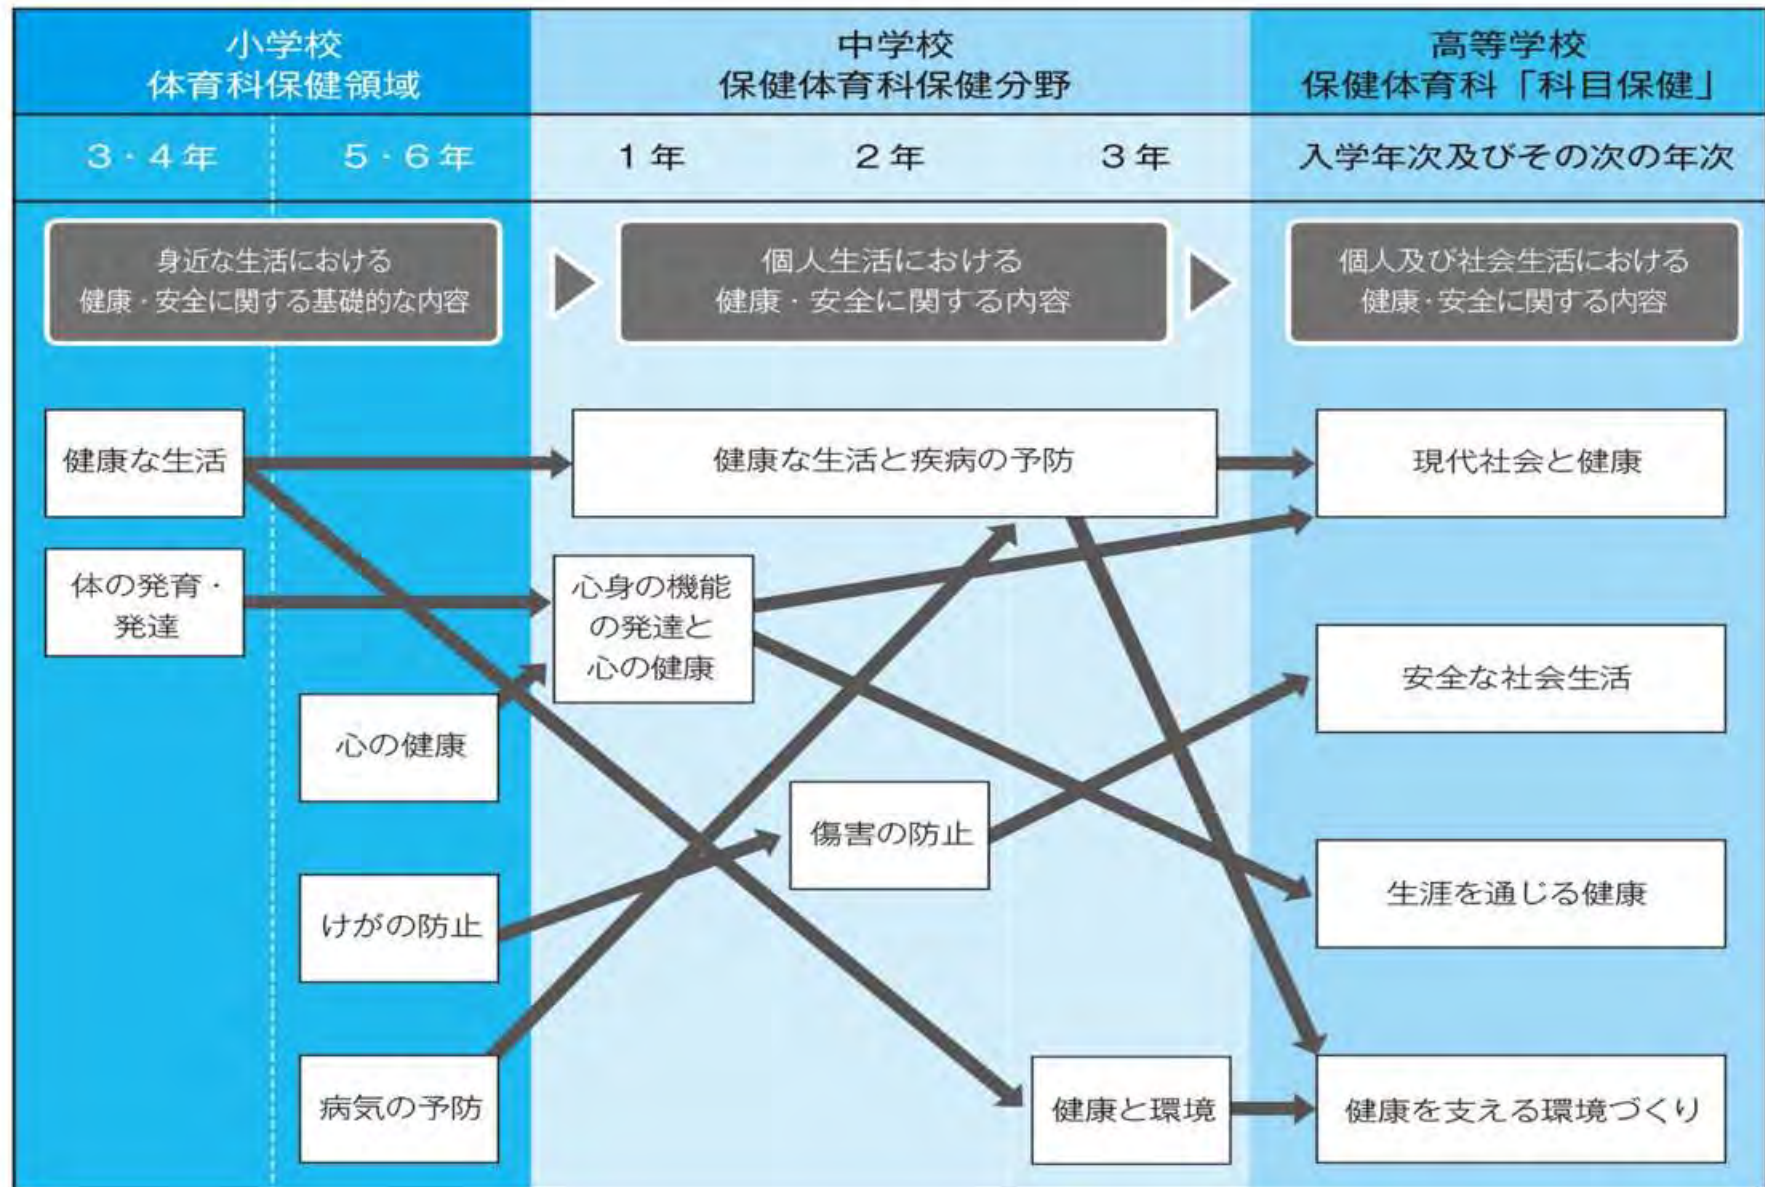 小学校
体育科保健領域
中学校
保健体育科保健分野
高等学校
保健体育科「科目保健」
3・4年
5・6年
1年
2年
3年
入学年次及びその次の年次
身近な生活における
健康・安全に関する基礎的な内容
個人生活における
健康・安全に関する内容
個人及び社会生活における
健康・安全に関する内容
健康な生活
健康な生活と疾病の予防
現代社会と健康
体の発育・
発達
心身の機能
の発達と
心の健康
安全な社会生活
心の健康
傷害の防止
けがの防止
生涯を通じる健康
病気の予防
健康と環境
健康を支える環境づくり